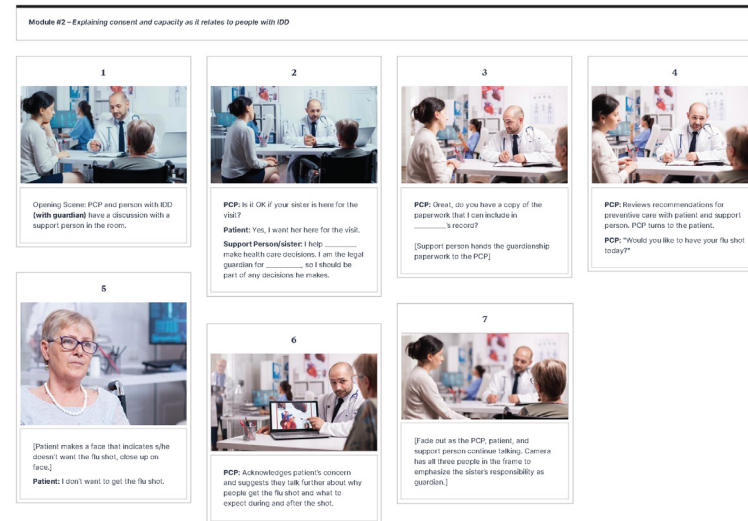 Module #2 – Explaining consent and capacity as it relates to people with IDD
1
Opening Scene: PCP and person with IDD
(with guardian) have a discussion with a
support person in the room.
2
PCP: Is it OK if your sister is here for the
visit?
Patient: Yes, I want her here for the visit.
Support Person/sister: I help ________
make health care decisions. I am the legal
guardian for ________, so I should be
part of any decisions he makes.
3
PCP: Great, do you have a copy of the
paperwork that I can include in
________'s record?
[Support person hands the guardianship
paperwork to the PCP]
4
PCP: Reviews recommendations for
preventive care with patient and support
person. PCP turns to the patient.
PCP: "Would you like to have your flu shot
today?"
5
[Patient makes a face that indicates s/he
doesn't want the flu shot, close up on
face.]
Patient: I don't want to get the flu shot.
6
PCP: Acknowledges patient's concern
and suggests they talk further about why
people get the flu shot and what to
expect during and after the shot.
7
[Fade out as the PCP, patient, and
support person continue talking. Camera
has all three people in the frame to
emphasize the sister's responsibility as
guardian.]